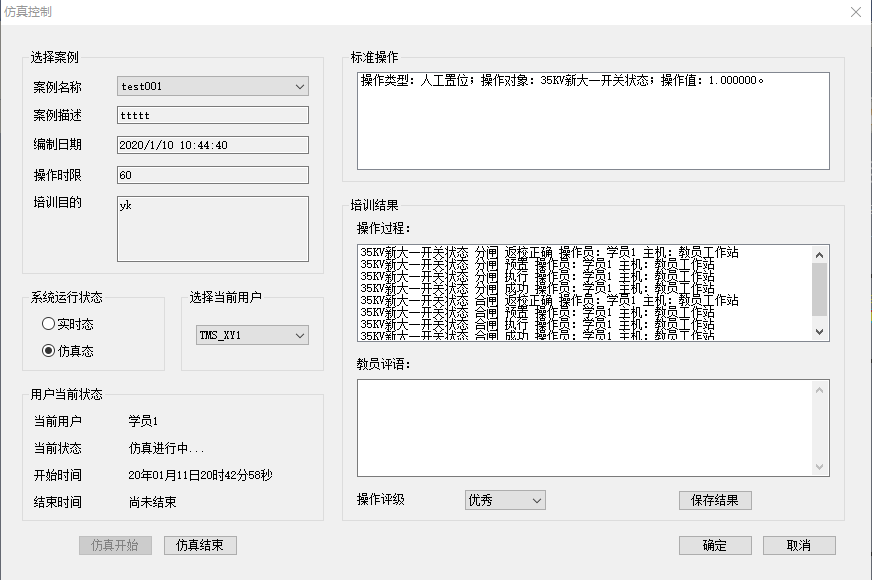 仿真控制
选择案例
案例名称 test001
案例描述 ttttt
编制日期 2020/1/10 10:44:40
操作时限 60
培训目的 yk
系统运行状态
实时态
仿真态
选择当前用户
TMS_XY1
用户当前状态
当前用户 学员1
当前状态 仿真进行中...
开始时间 20年01月11日20时42分58秒
结束时间 尚未结束
仿真开始 仿真结束
标准操作
操作类型: 人工置位; 操作对象: 35KV新大一开关状态; 操作值: 1.000000。
培训结果
操作过程:
35KV新大一开关状态 分闸 返校正确 操作员: 学员1 主机: 教员工作站
35KV新大一开关状态 分闸 预置 操作员: 学员1 主机: 教员工作站
35KV新大一开关状态 分闸 执行 操作员: 学员1 主机: 教员工作站
35KV新大一开关状态 分闸 成功 操作员: 学员1 主机: 教员工作站
35KV新大一开关状态 合闸 返校正确 操作员: 学员1 主机: 教员工作站
35KV新大一开关状态 合闸 预置 操作员: 学员1 主机: 教员工作站
35KV新大一开关状态 合闸 执行 操作员: 学员1 主机: 教员工作站
35KV新大一开关状态 合闸 成功 操作员: 学员1 主机: 教员工作站
教员评语:
操作评级 优秀 保存结果
确定 取消